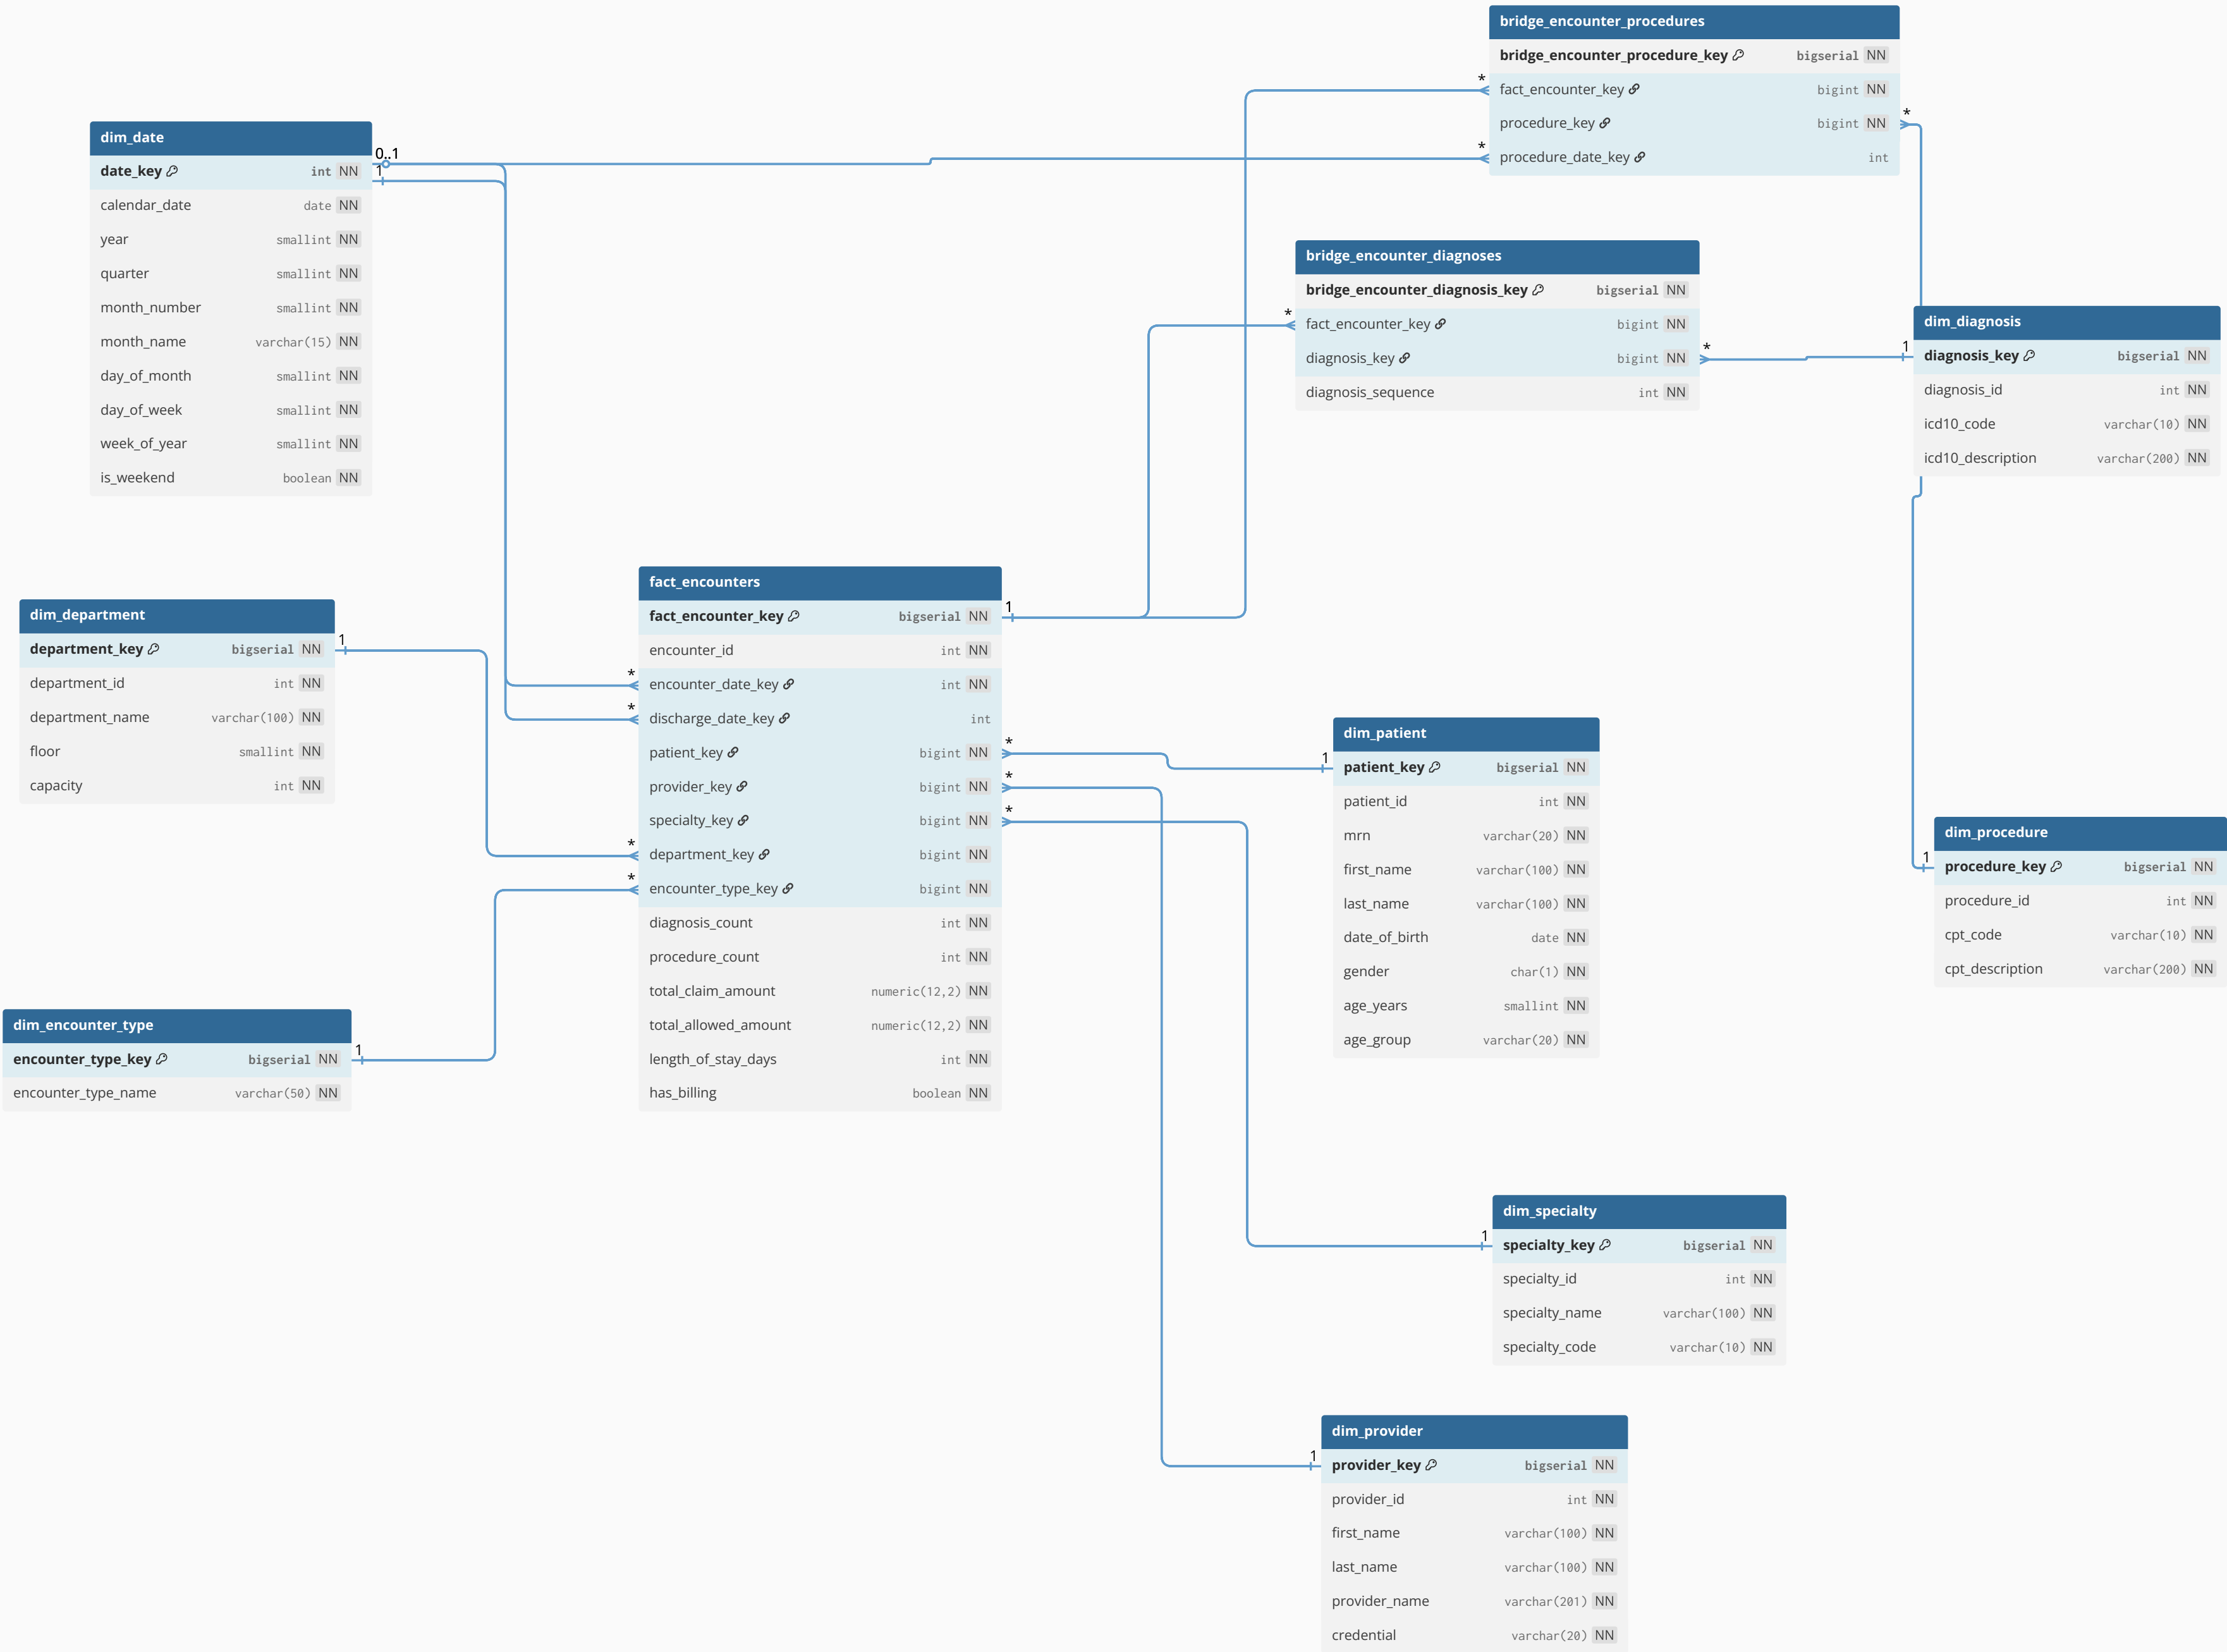 bridge_encounter_procedures
bridge_encounter_procedure_key bigserial NN
* fact_encounter_key bigint NN
procedure_key bigint NN *
* procedure_date_key int
dim_date
0..1
date_key int NN 1
calendar_date date NN
year smallint NN
quarter smallint NN
month_number smallint NN
month_name varchar(15) NN
day_of_month smallint NN
day_of_week smallint NN
week_of_year smallint NN
is_weekend boolean NN
bridge_encounter_diagnoses
bridge_encounter_diagnosis_key bigserial NN
* fact_encounter_key bigint NN
diagnosis_key bigint NN *
diagnosis_sequence int NN
dim_diagnosis
1 diagnosis_key bigserial NN
diagnosis_id int NN
icd10_code varchar(10) NN
icd10_description varchar(200) NN
fact_encounters
fact_encounter_key bigserial NN 1
encounter_id int NN
* encounter_date_key int NN
* discharge_date_key int
patient_key bigint NN *
provider_key bigint NN *
specialty_key bigint NN *
* department_key bigint NN
* encounter_type_key bigint NN
diagnosis_count int NN
procedure_count int NN
total_claim_amount numeric(12,2) NN
total_allowed_amount numeric(12,2) NN
length_of_stay_days int NN
has_billing boolean NN
dim_department
department_key bigserial NN 1
department_id int NN
department_name varchar(100) NN
floor smallint NN
capacity int NN
dim_encounter_type
encounter_type_key bigserial NN 1
encounter_type_name varchar(50) NN
dim_patient
1 patient_key bigserial NN
patient_id int NN
mrn varchar(20) NN
first_name varchar(100) NN
last_name varchar(100) NN
date_of_birth date NN
gender char(1) NN
age_years smallint NN
age_group varchar(20) NN
dim_procedure
1 procedure_key bigserial NN
procedure_id int NN
cpt_code varchar(10) NN
cpt_description varchar(200) NN
dim_specialty
1 specialty_key bigserial NN
specialty_id int NN
specialty_name varchar(100) NN
specialty_code varchar(10) NN
dim_provider
1 provider_key bigserial NN
provider_id int NN
first_name varchar(100) NN
last_name varchar(100) NN
provider_name varchar(201) NN
credential varchar(20) NN